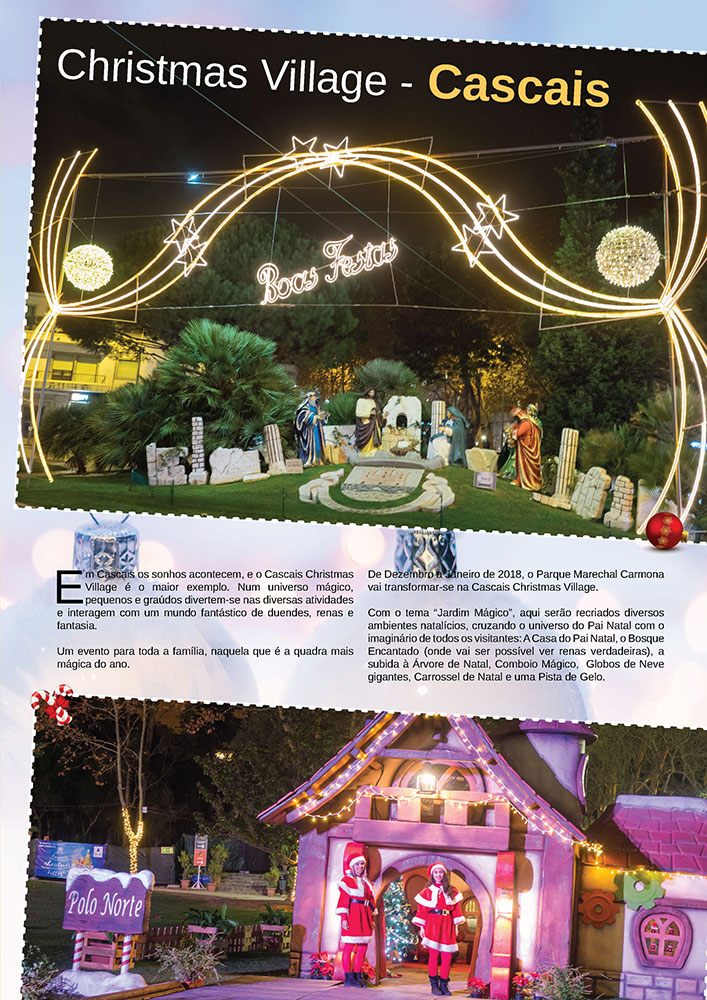 Christmas Village - Cascais
Boas Festas
Em Cascais os sonhos acontecem, e o Cascais Christmas
Village é o maior exemplo. Num universo mágico,
pequenos e graúdos divertem-se nas diversas atividades
e interagem com um mundo fantástico de duendes, renas e
fantasia.
Um evento para toda a família, naquela que é a quadra mais
mágica do ano.
De Dezembro a Janeiro de 2018, o Parque Marechal Carmona
vai transformar-se na Cascais Christmas Village.
Com o tema “Jardim Mágico”, aqui serão recriados diversos
ambientes natalícios, cruzando o universo do Pai Natal com o
imaginário de todos os visitantes: A Casa do Pai Natal, o Bosque
Encantado (onde vai ser possível ver renas verdadeiras), a
subida à Árvore de Natal, Comboio Mágico, Globos de Neve
gigantes, Carrossel de Natal e uma Pista de Gelo.
Polo Norte